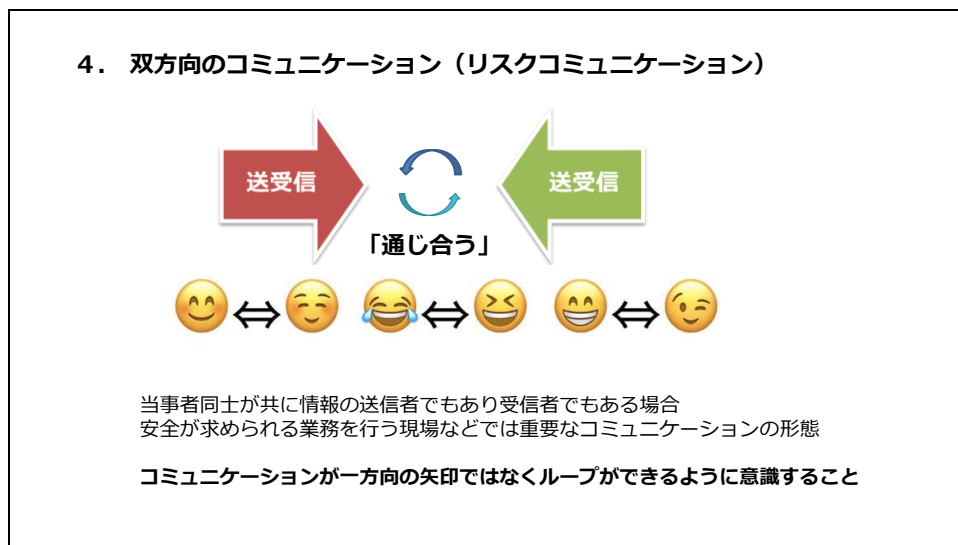 ４．　双方向のコミュニケーション（リスクコミュニケーション）
送受信
送受信
「通じ合う」
当事者同士が共に情報の送信者でもあり受信者でもある場合
安全が求められる業務を行う現場などでは重要なコミュニケーションの形態
コミュニケーションが一方向の矢印ではなくループができるように意識すること